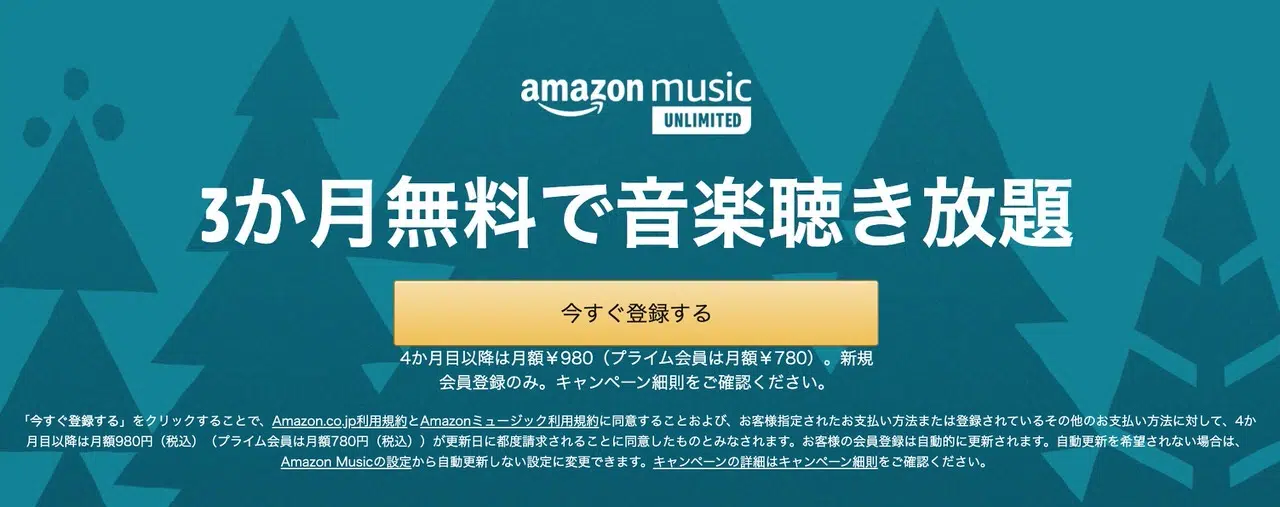 amazon music
UNLIMITED
3か月無料で音楽聴き放題
今すぐ登録する
4か月目以降は月額￥980（プライム会員は月額￥780）。新規
会員登録のみ。キャンペーン細則をご確認ください。
「今すぐ登録する」をクリックすることで、Amazon.co.jp利用規約とAmazonミュージック利用規約に同意することおよび、お客様指定されたお支払い方法または登録されているその他のお支払い方法に対して、4か
月目以降は月額980円（税込）（プライム会員は月額780円（税込））が更新日に都度請求されることに同意したものとみなされます。お客様の会員登録は自動的に更新されます。自動更新を希望されない場合は、
Amazon Musicの設定から自動更新しない設定に変更できます。キャンペーンの詳細はキャンペーン細則をご確認ください。